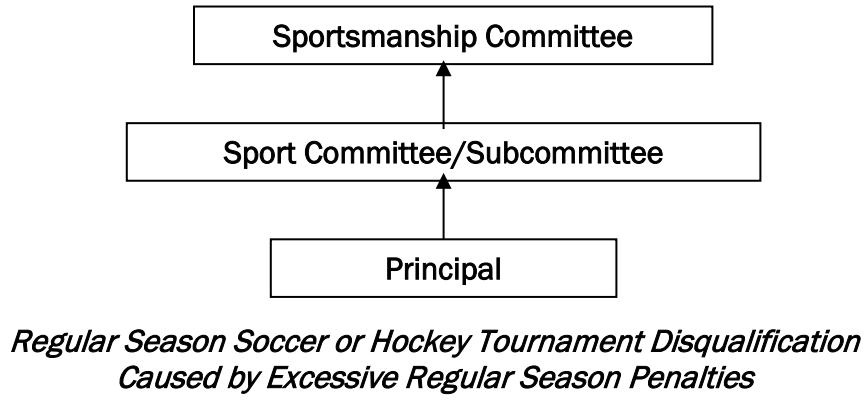 Sportsmanship Committee
Sport Committee/Subcommittee
Principal
Regular Season Soccer or Hockey Tournament Disqualification
Caused by Excessive Regular Season Penalties